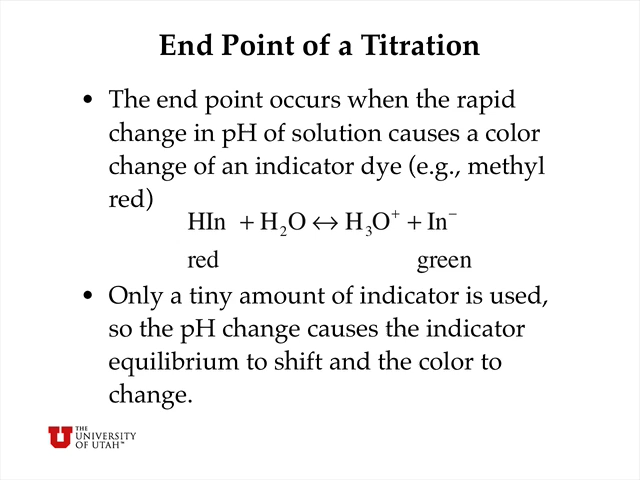 End Point of a Titration
• The end point occurs when the rapid
change in pH of solution causes a color
change of an indicator dye (e.g., methyl
red)
HIn + H₂O ↔ H₃O⁺ + In⁻
red green
• Only a tiny amount of indicator is used,
so the pH change causes the indicator
equilibrium to shift and the color to
change.
THE
UNIVERSITY
OF UTAH™